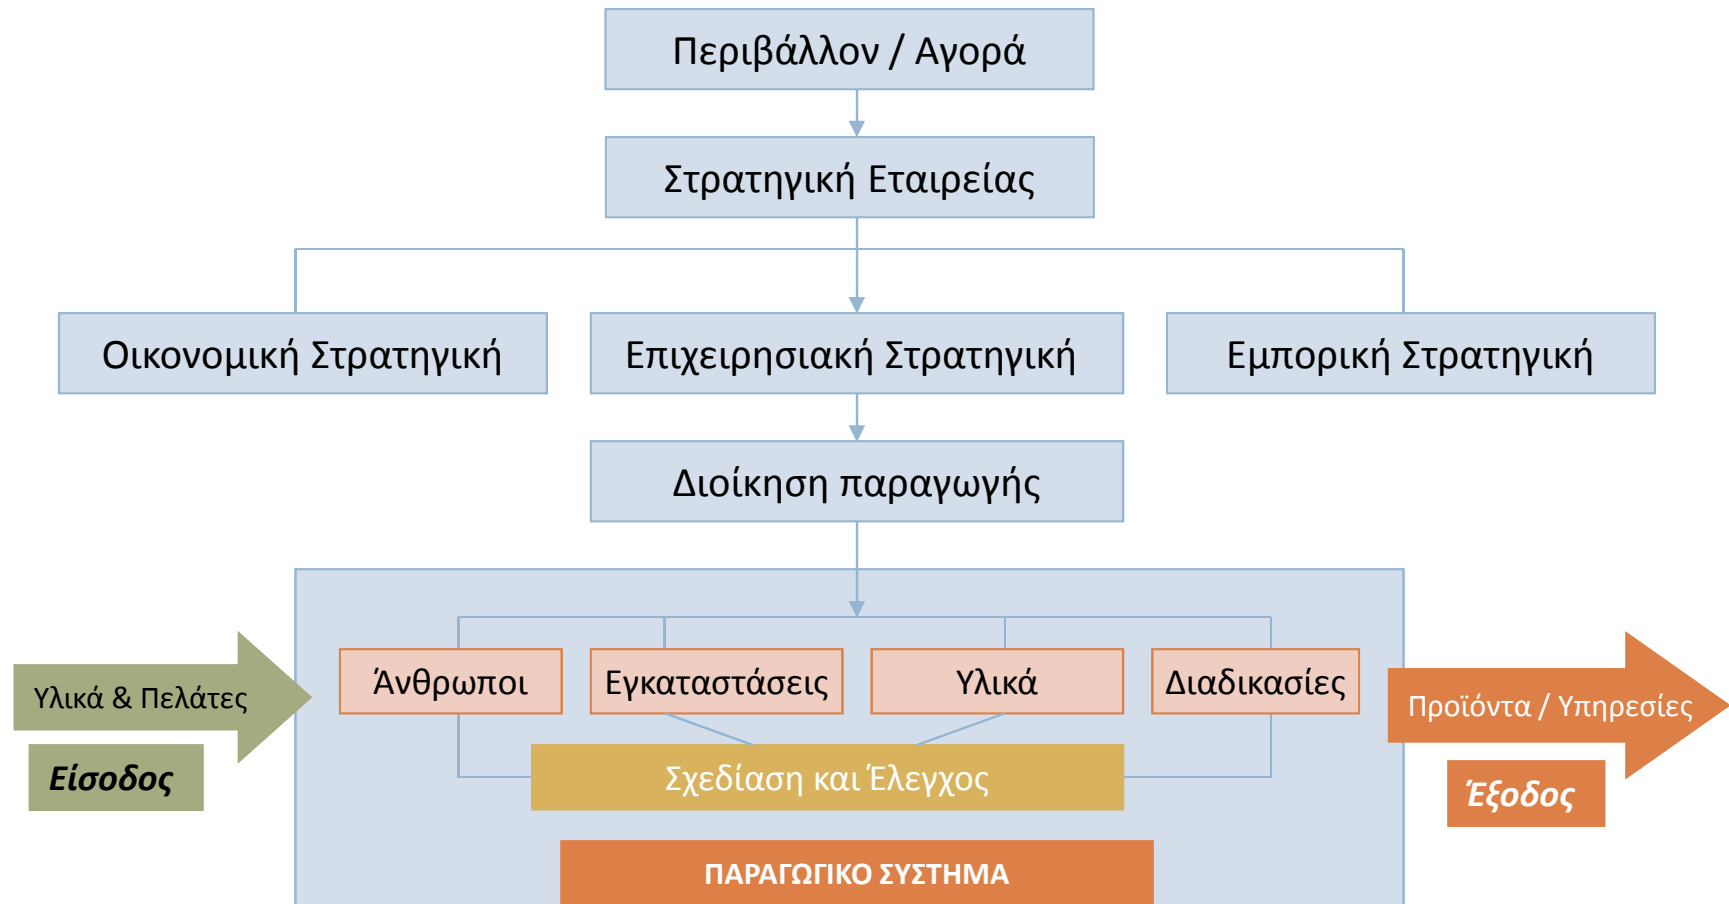 Περιβάλλον / Αγορά
Στρατηγική Εταιρείας
Οικονομική Στρατηγική
Επιχειρησιακή Στρατηγική
Εμπορική Στρατηγική
Διοίκηση παραγωγής
Υλικά & Πελάτες
Είσοδος
Άνθρωποι
Εγκαταστάσεις
Υλικά
Διαδικασίες
Σχεδίαση και Έλεγχος
ΠΑΡΑΓΩΓΙΚΟ ΣΥΣΤΗΜΑ
Προϊόντα / Υπηρεσίες
Έξοδος